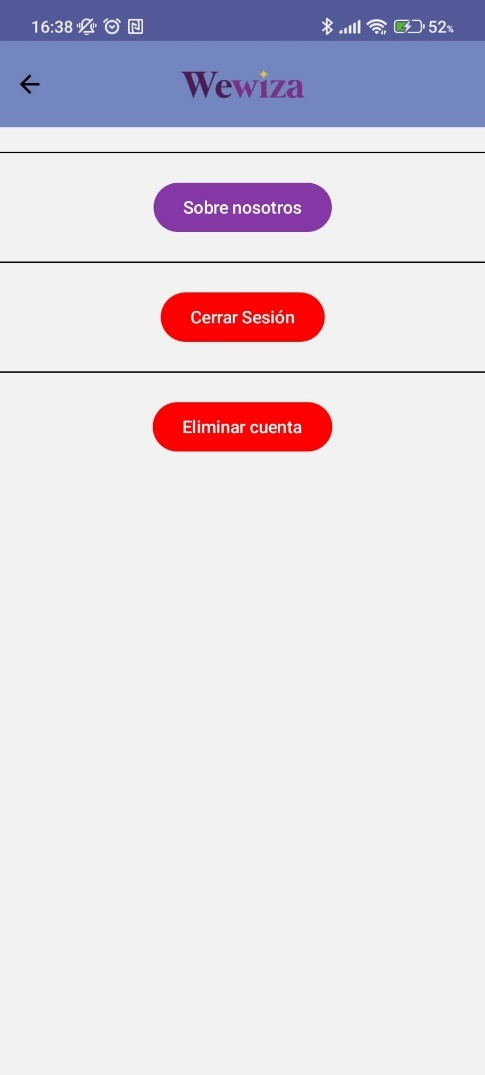 16:38
52%
Wewiza
Sobre nosotros
Cerrar Sesión
Eliminar cuenta